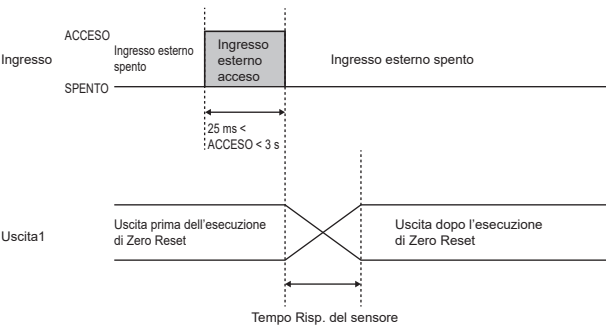 ACCESO
Ingresso
Ingresso esterno
spento
Ingresso
esterno
acceso
Ingresso esterno spento
SPENTO
25 ms <
ACCESO < 3 s
Uscita1
Uscita prima dell'esecuzione
di Zero Reset
Uscita dopo l'esecuzione
di Zero Reset
Tempo Risp. del sensore